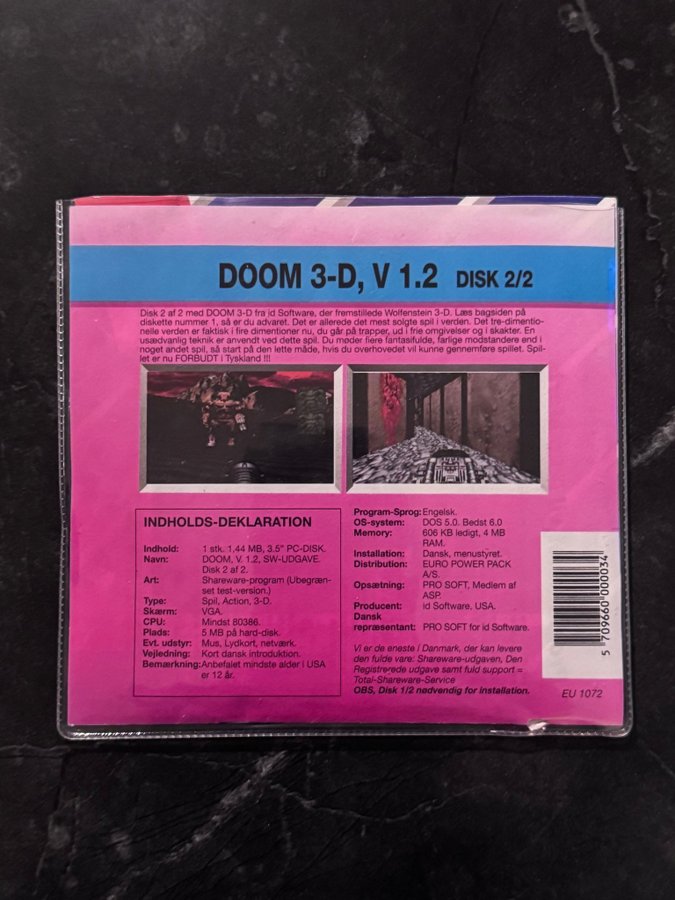 DOOM 3-D, V 1.2 DISK 2/2
Disk 2 af 2 med DOOM 3-D fra id Software, der fremstillede Wolfenstein 3-D. Læs bagsiden på
diskette nummer 1, så er du advaret. Det er allerede det mest solgte spil i verden. Det tre-dimentio-
nelle verden er faktisk i fire dimentioner nu, du går på trapper, ud i frie omgivelser og i skakter. En
usædvanlig teknik er anvendt ved dette spil. Du møder flere fantasifulde, farlige modstandere end i
noget andet spil, så start på den lette måde, hvis du overhovedet vil kunne gennemføre spillet. Spil-
let er nu FORBUDT i Tyskland !!!
INDHOLDS-DEKLARATION
Indhold: 1 stk. 1,44 MB, 3.5" PC-DISK.
Navn: DOOM, V. 1.2, SW-UDGAVE.
Disk 2 af 2.
Art: Shareware-program (Ubegræn-
set test-version.)
Type: Spil, Action, 3-D.
Skærm: VGA.
CPU: Mindst 80386.
Plads: 5 MB på hard-disk.
Evt. udstyr: Mus, Lydkort, netværk.
Vejledning: Kort dansk introduktion.
Bemærkning: Anbefalet mindste alder i USA
er 12 år.
Program-Sprog: Engelsk.
OS-system: DOS 5.0. Bedst 6.0
Memory: 606 KB ledigt, 4 MB
RAM.
Installation: Dansk, menustyret.
Distribution: EURO POWER PACK
A/S.
Opsætning: PRO SOFT, Medlem af
ASP.
Producent: id Software, USA.
Dansk
repræsentant: PRO SOFT for id Software.
Vi er de eneste i Danmark, der kan levere
den fulde vare: Shareware-udgaven, Den
Registrerede udgave samt fuld support =
Total-Shareware-Service
OBS, Disk 1/2 nødvendig for installation.
5 709660 000034
EU 1072